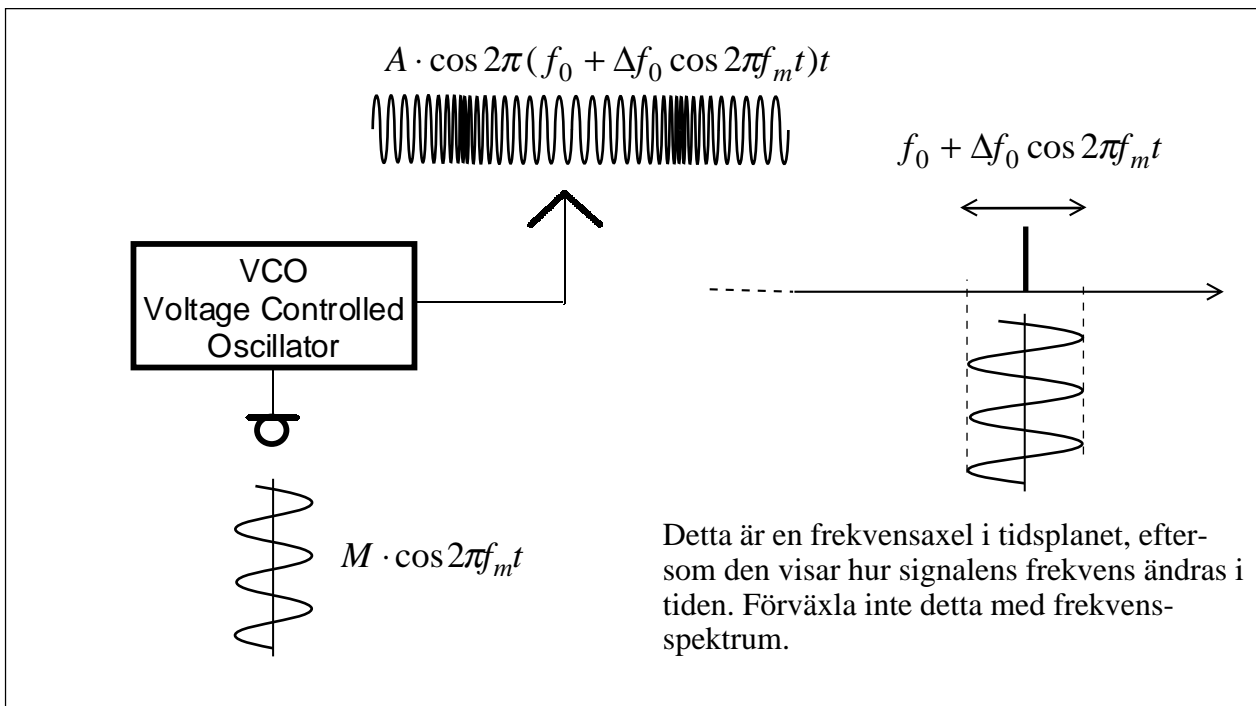 A · cos 2π(f₀ + Δf₀ cos 2πfₘt)t
f₀ + Δf₀ cos 2πfₘt
VCO
Voltage Controlled
Oscillator
M · cos 2πfₘt
Detta är en frekvensaxel i tidsplanet, efter-
som den visar hur signalens frekvens ändras i
tiden. Förväxla inte detta med frekvens-
spektrum.